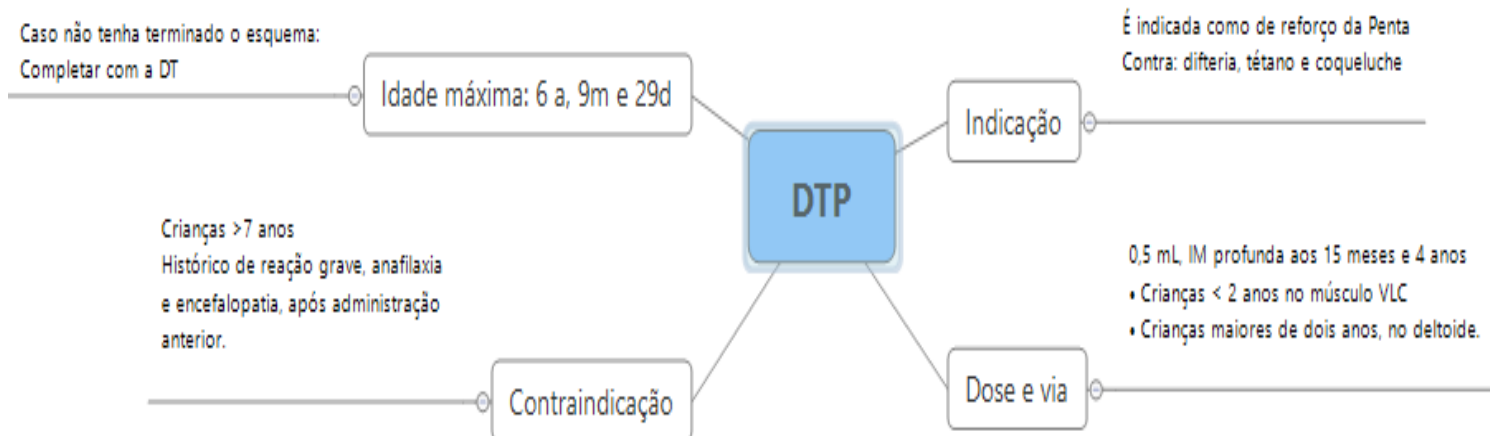 Caso não tenha terminado o esquema:
Completar com a DT
Idade máxima: 6 a, 9m e 29d
É indicada como de reforço da Penta
Contra: difteria, tétano e coqueluche
Indicação
DTP
Crianças >7 anos
Histórico de reação grave, anafilaxia
e encefalopatia, após administração
anterior.
Contraindicação
0,5 mL, IM profunda aos 15 meses e 4 anos
• Crianças < 2 anos no músculo VLC
• Crianças maiores de dois anos, no deltoide.
Dose e via